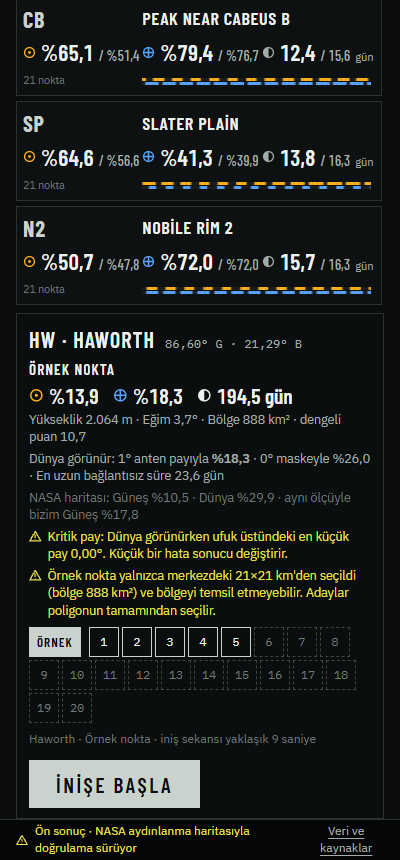 CB PEAK NEAR CABEUS B
%65,1 / %51,4 %79,4 / %76,7 12,4 / 15,6 gün
21 nokta
SP SLATER PLAİN
%64,6 / %56,6 %41,3 / %39,9 13,8 / 16,3 gün
21 nokta
N2 NOBİLE RİM 2
%50,7 / %47,8 %72,0 / %72,0 15,7 / 16,3 gün
21 nokta
HW · HAWORTH 86,60° G · 21,29° B
ÖRNEK NOKTA
%13,9 %18,3 194,5 gün
Yükseklik 2.064 m · Eğim 3,7° · Bölge 888 km² · dengeli
puan 10,7
Dünya görünür: 1° anten payıyla %18,3 · 0° maskeyle %26,0
· En uzun bağlantısız süre 23,6 gün
NASA haritası: Güneş %10,5 · Dünya %29,9 · aynı ölçüyle
bizim Güneş %17,8
Kritik pay: Dünya görünürken ufuk üstündeki en küçük
pay 0,00°. Küçük bir hata sonucu değiştirir.
Örnek nokta yalnızca merkezdeki 21×21 km'den seçildi
(bölge 888 km²) ve bölgeyi temsil etmeyebilir. Adaylar
poligonun tamamından seçilir.
ÖRNEK 1 2 3 4 5 6 7 8
9 10 11 12 13 14 15 16 17 18
19 20
Haworth · Örnek nokta · iniş sekansı yaklaşık 9 saniye
İNİŞE BAŞLA
Ön sonuç · NASA aydınlanma haritasıyla
doğrulama sürüyor
Veri ve
kaynaklar